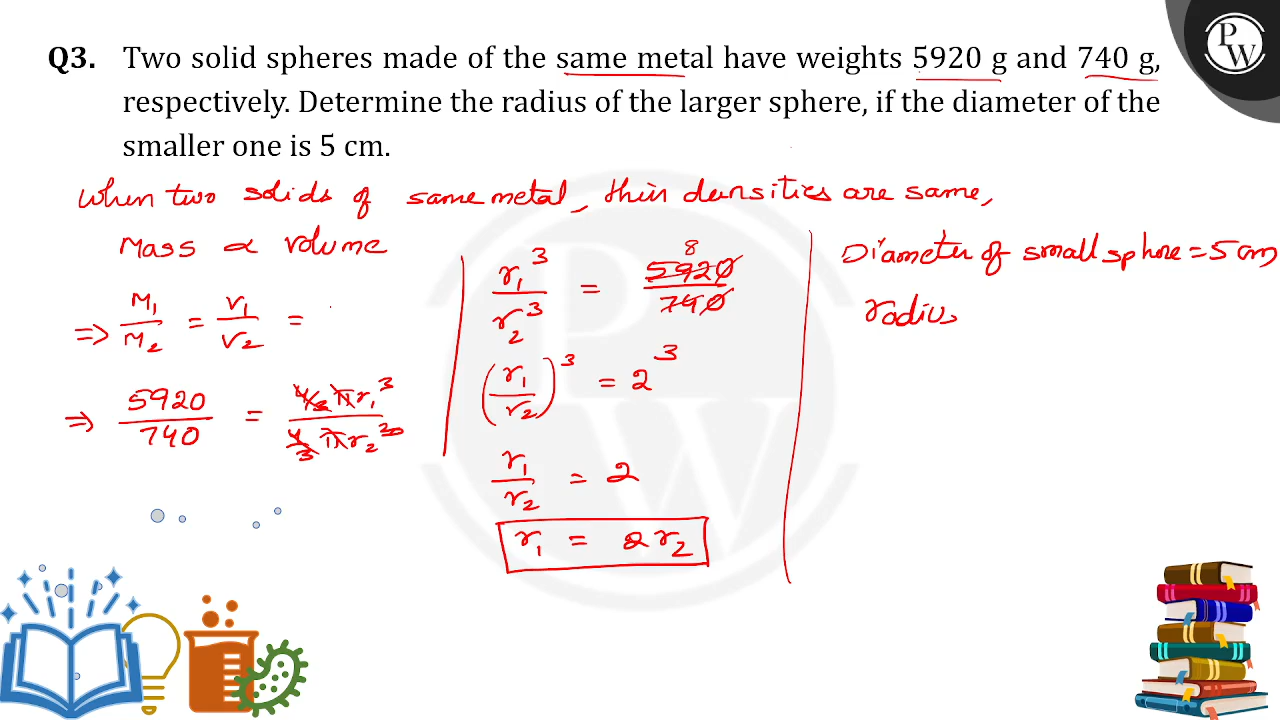 Q3. Two solid spheres made of the same metal have weights 5920 g and 740 g,
respectively. Determine the radius of the larger sphere, if the diameter of the
smaller one is 5 cm.
When two solids of same metal, thin densities are same,
Mass ∝ volume
⇒ M₁/M₂ = V₁/V₂ =
⇒ 5920/740 = 4/3 π r₁³ / 4/3 π r₂³
r₁³/r₂³ = 5920/740 8
(r₁/r₂)³ = 2³
r₁/r₂ = 2
r₁ = 2r₂
Diameter of small sphere = 5 cm
radius
P
W
P
W